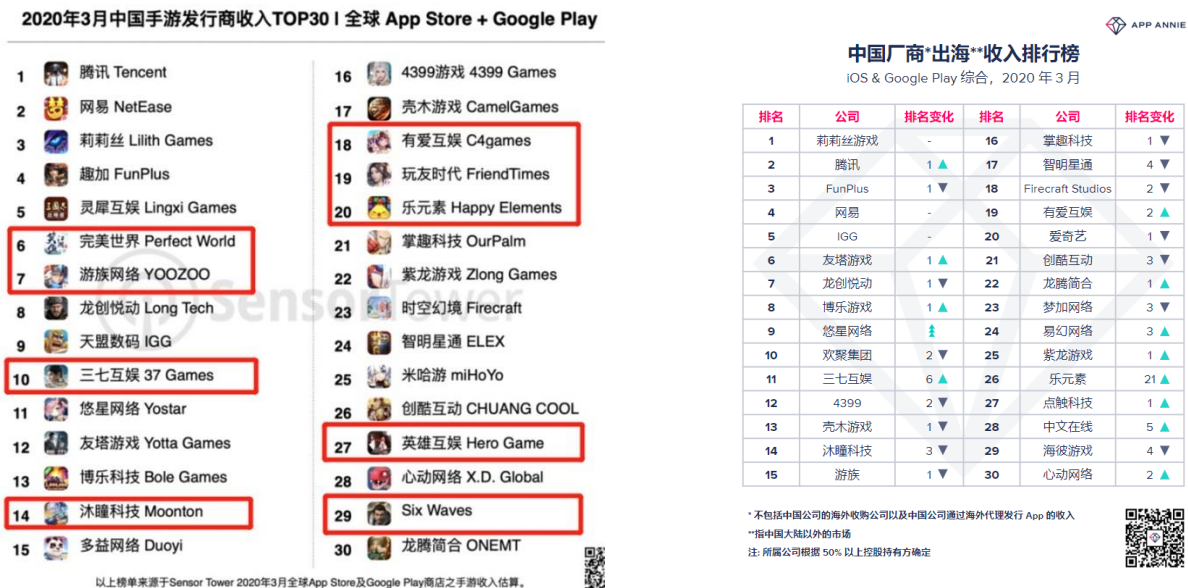 2020年3月中国手游发行商收入TOP30 | 全球 App Store + Google Play
1 腾讯 Tencent
2 网易 NetEase
3 莉莉丝 Lilith Games
4 趣加 FunPlus
5 灵犀互娱 Lingxi Games
6 完美世界 Perfect World
7 游族网络 YOOZOO
8 龙创悦动 Long Tech
9 天盟数码 IGG
10 三七互娱 37 Games
11 悠星网络 Yostar
12 友塔游戏 Yotta Games
13 博乐科技 Bole Games
14 沐瞳科技 Moonton
15 多益网络 Duoyi
16 4399游戏 4399 Games
17 壳木游戏 CamelGames
18 有爱互娱 C4games
19 玩友时代 FriendTimes
20 乐元素 Happy Elements
21 掌趣科技 OurPalm
22 紫龙游戏 Zlong Games
23 时空幻境 Firecraft
24 智明星通 ELEX
25 米哈游 miHoYo
26 创酷互动 CHUANG COOL
27 英雄互娱 Hero Game
28 心动网络 X.D. Global
29 Six Waves
30 龙腾简合 ONEMT
SensorTower
以上榜单来源于Sensor Tower 2020年3月全球App Store及Google Play商店之手游收入估算。
APP ANNIE
中国厂商*出海**收入排行榜
iOS & Google Play 综合，2020 年 3 月
排名 公司 排名变化 排名 公司 排名变化
1 莉莉丝游戏 - 16 掌趣科技 1 ▼
2 腾讯 1 ▲ 17 智明星通 4 ▼
3 FunPlus 1 ▼ 18 Firecraft Studios 2 ▼
4 网易 - 19 有爱互娱 2 ▲
5 IGG - 20 爱奇艺 1 ▼
6 友塔游戏 1 ▲ 21 创酷互动 3 ▼
7 龙创悦动 1 ▼ 22 龙腾简合 1 ▲
8 博乐游戏 1 ▲ 23 梦加网络 3 ▼
9 悠星网络 24 易幻网络 3 ▲
10 欢聚集团 2 ▼ 25 紫龙游戏 1 ▲
11 三七互娱 6 ▲ 26 乐元素 21 ▲
12 4399 2 ▼ 27 点触科技 1 ▲
13 壳木游戏 1 ▼ 28 中文在线 5 ▲
14 沐瞳科技 3 ▼ 29 海彼游戏 4 ▼
15 游族 1 ▼ 30 心动网络 2 ▲
* 不包括中国公司的海外收购公司以及中国公司通过海外代理发行 App 的收入
**指中国大陆以外的市场
注: 所属公司根据 50% 以上控股持有方确定